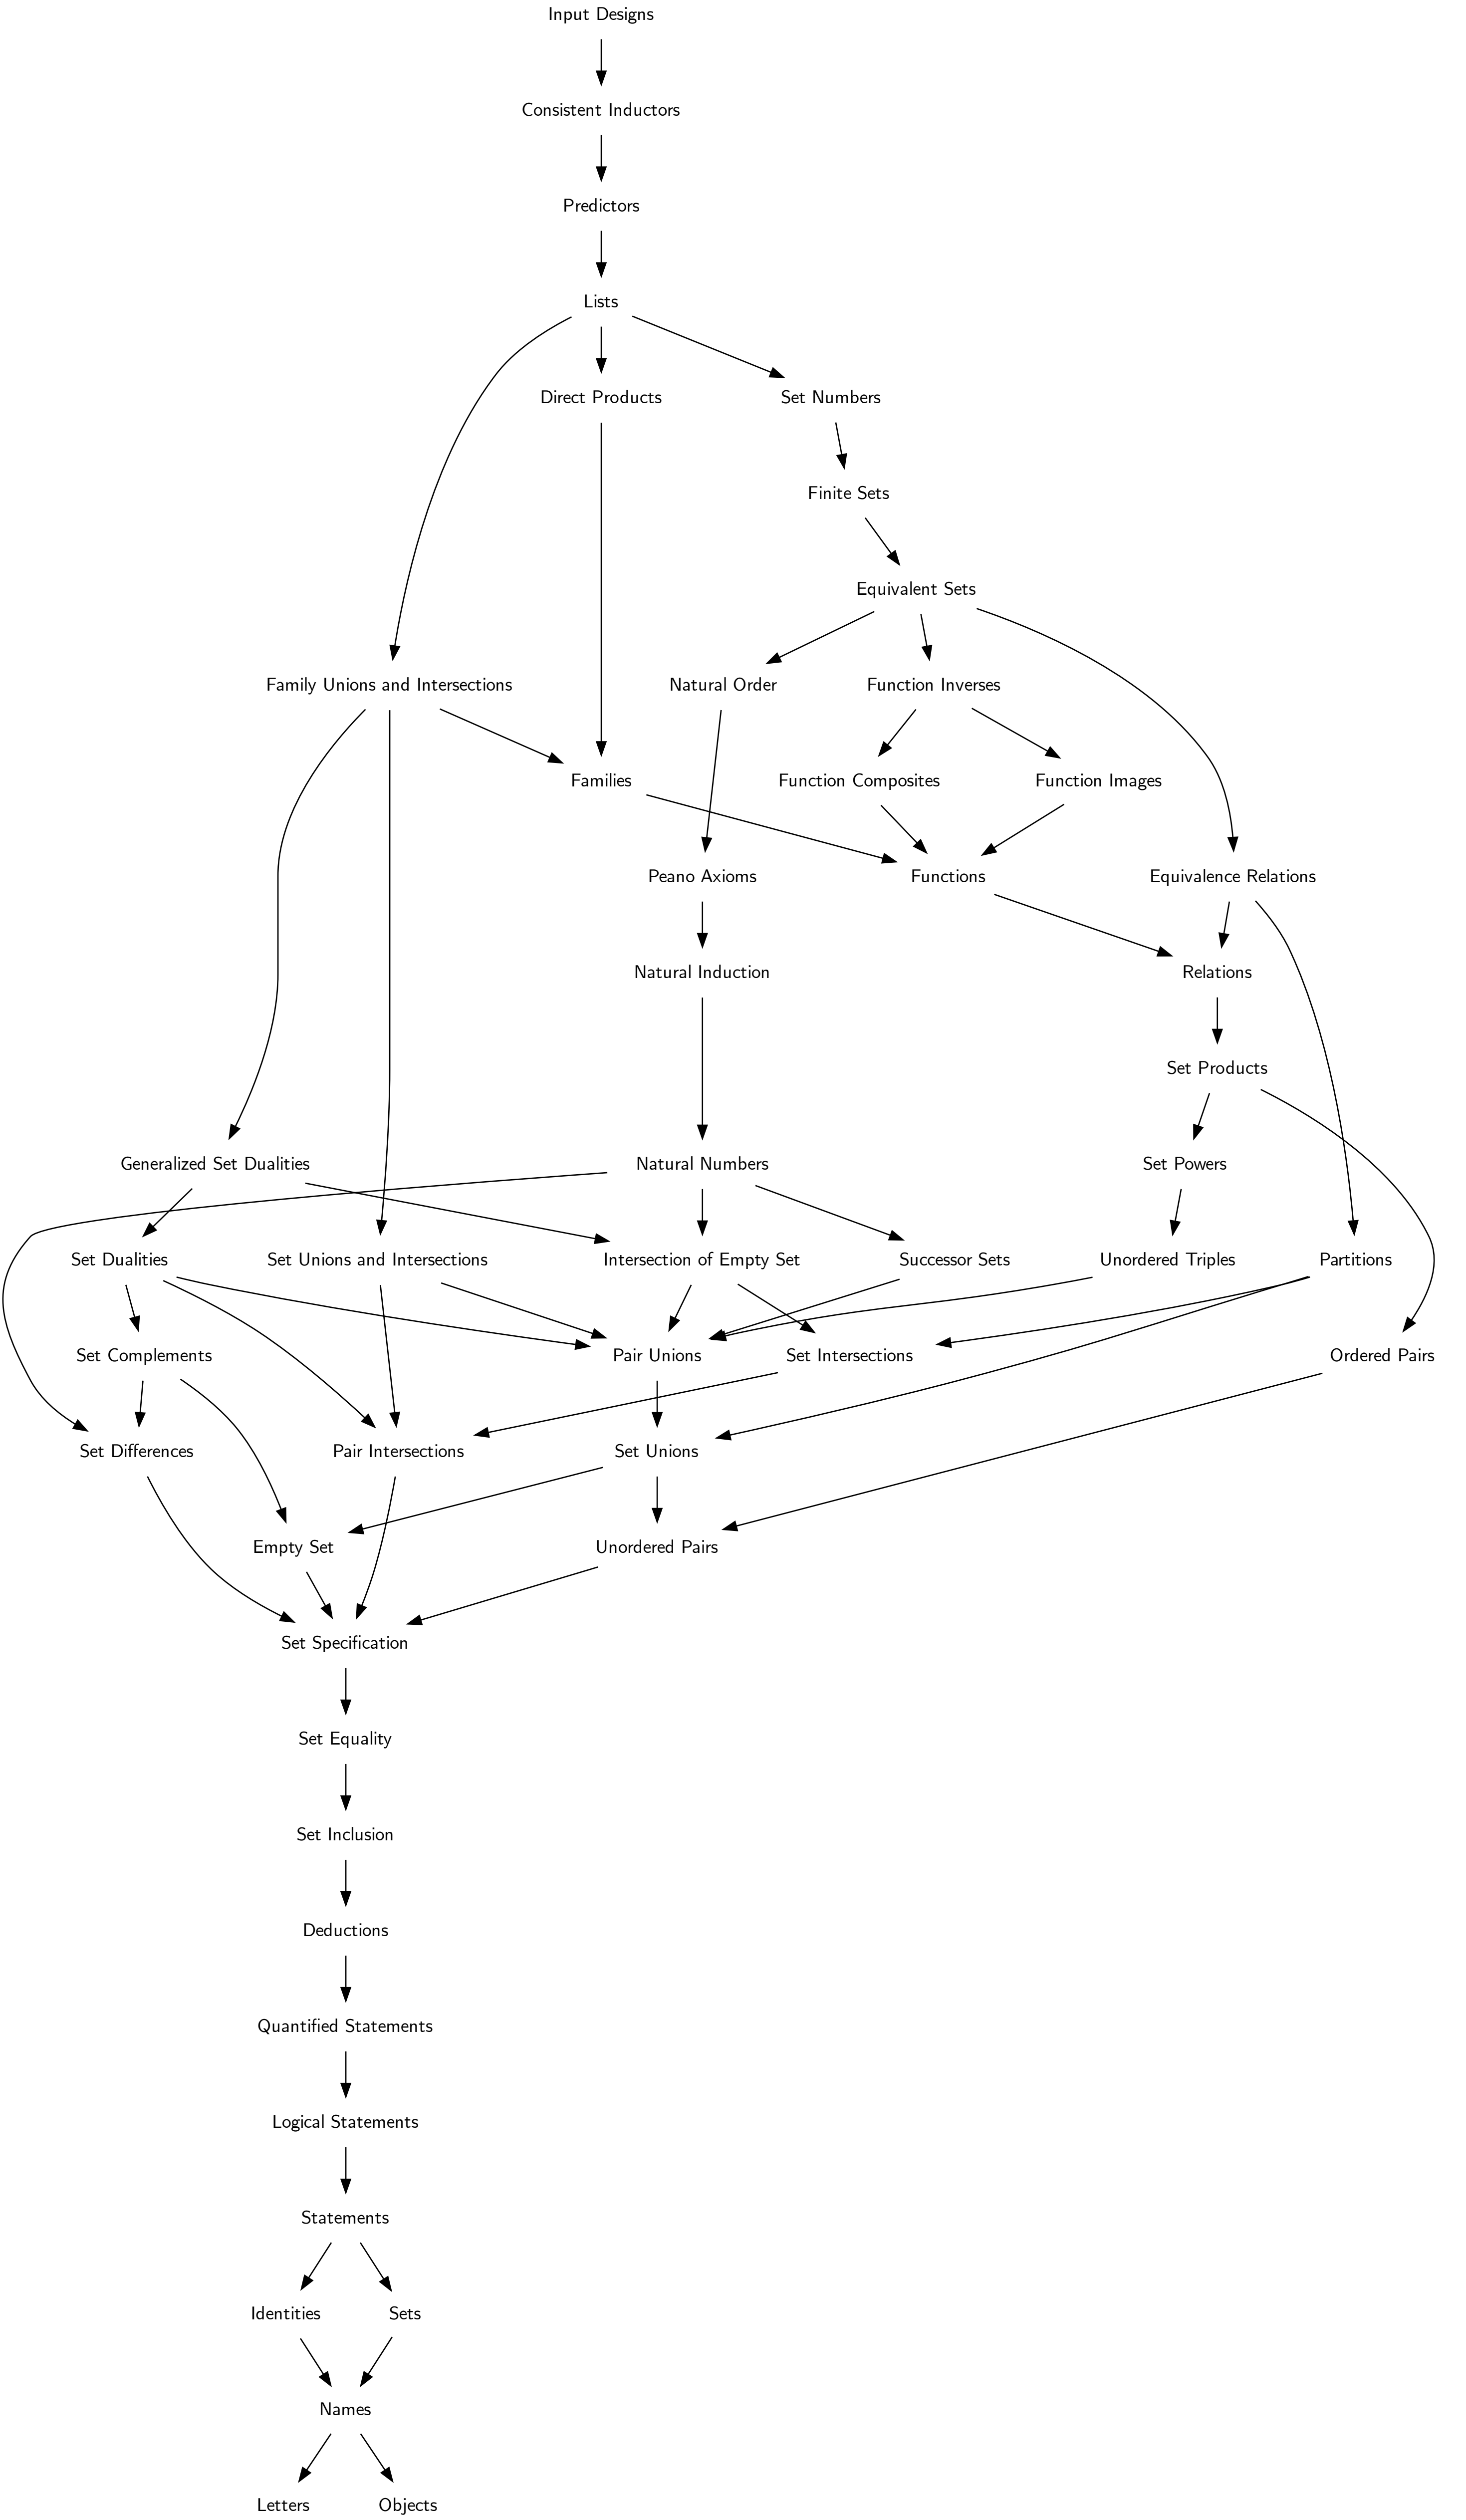 Input Designs
Consistent Inductors
Predictors
Lists
Direct Products
Set Numbers
Finite Sets
Equivalent Sets
Family Unions and Intersections
Natural Order
Function Inverses
Families
Function Composites
Function Images
Peano Axioms
Functions
Equivalence Relations
Natural Induction
Relations
Set Products
Generalized Set Dualities
Natural Numbers
Set Powers
Set Dualities
Set Unions and Intersections
Intersection of Empty Set
Successor Sets
Unordered Triples
Partitions
Set Complements
Pair Unions
Set Intersections
Ordered Pairs
Set Differences
Pair Intersections
Set Unions
Empty Set
Unordered Pairs
Set Specification
Set Equality
Set Inclusion
Deductions
Quantified Statements
Logical Statements
Statements
Identities
Sets
Names
Letters
Objects